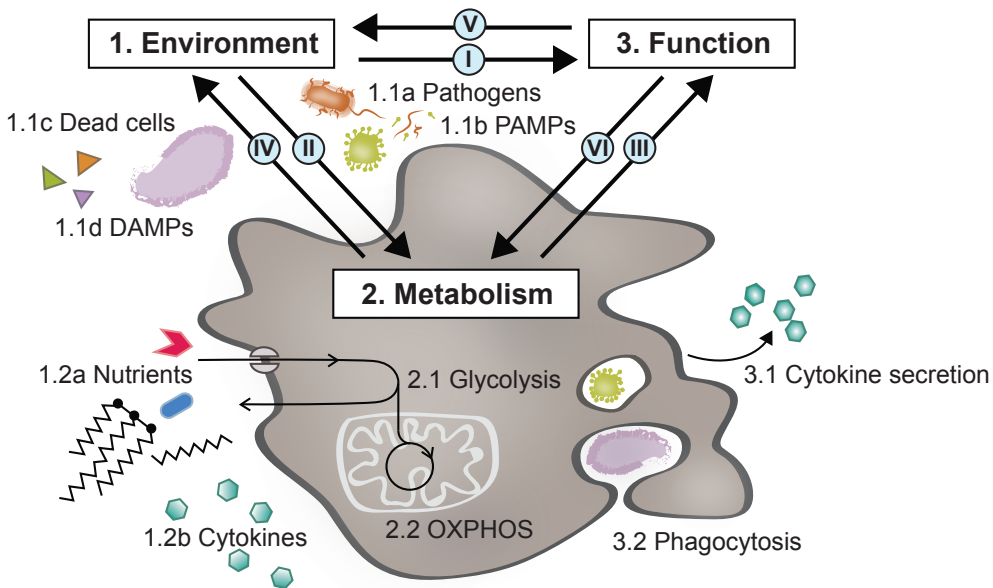 V
1. Environment
3. Function
I
1.1a Pathogens
1.1b PAMPs
1.1c Dead cells
IV
II
VI
III
1.1d DAMPs
2. Metabolism
1.2a Nutrients
2.1 Glycolysis
3.1 Cytokine secretion
2.2 OXPHOS
1.2b Cytokines
3.2 Phagocytosis